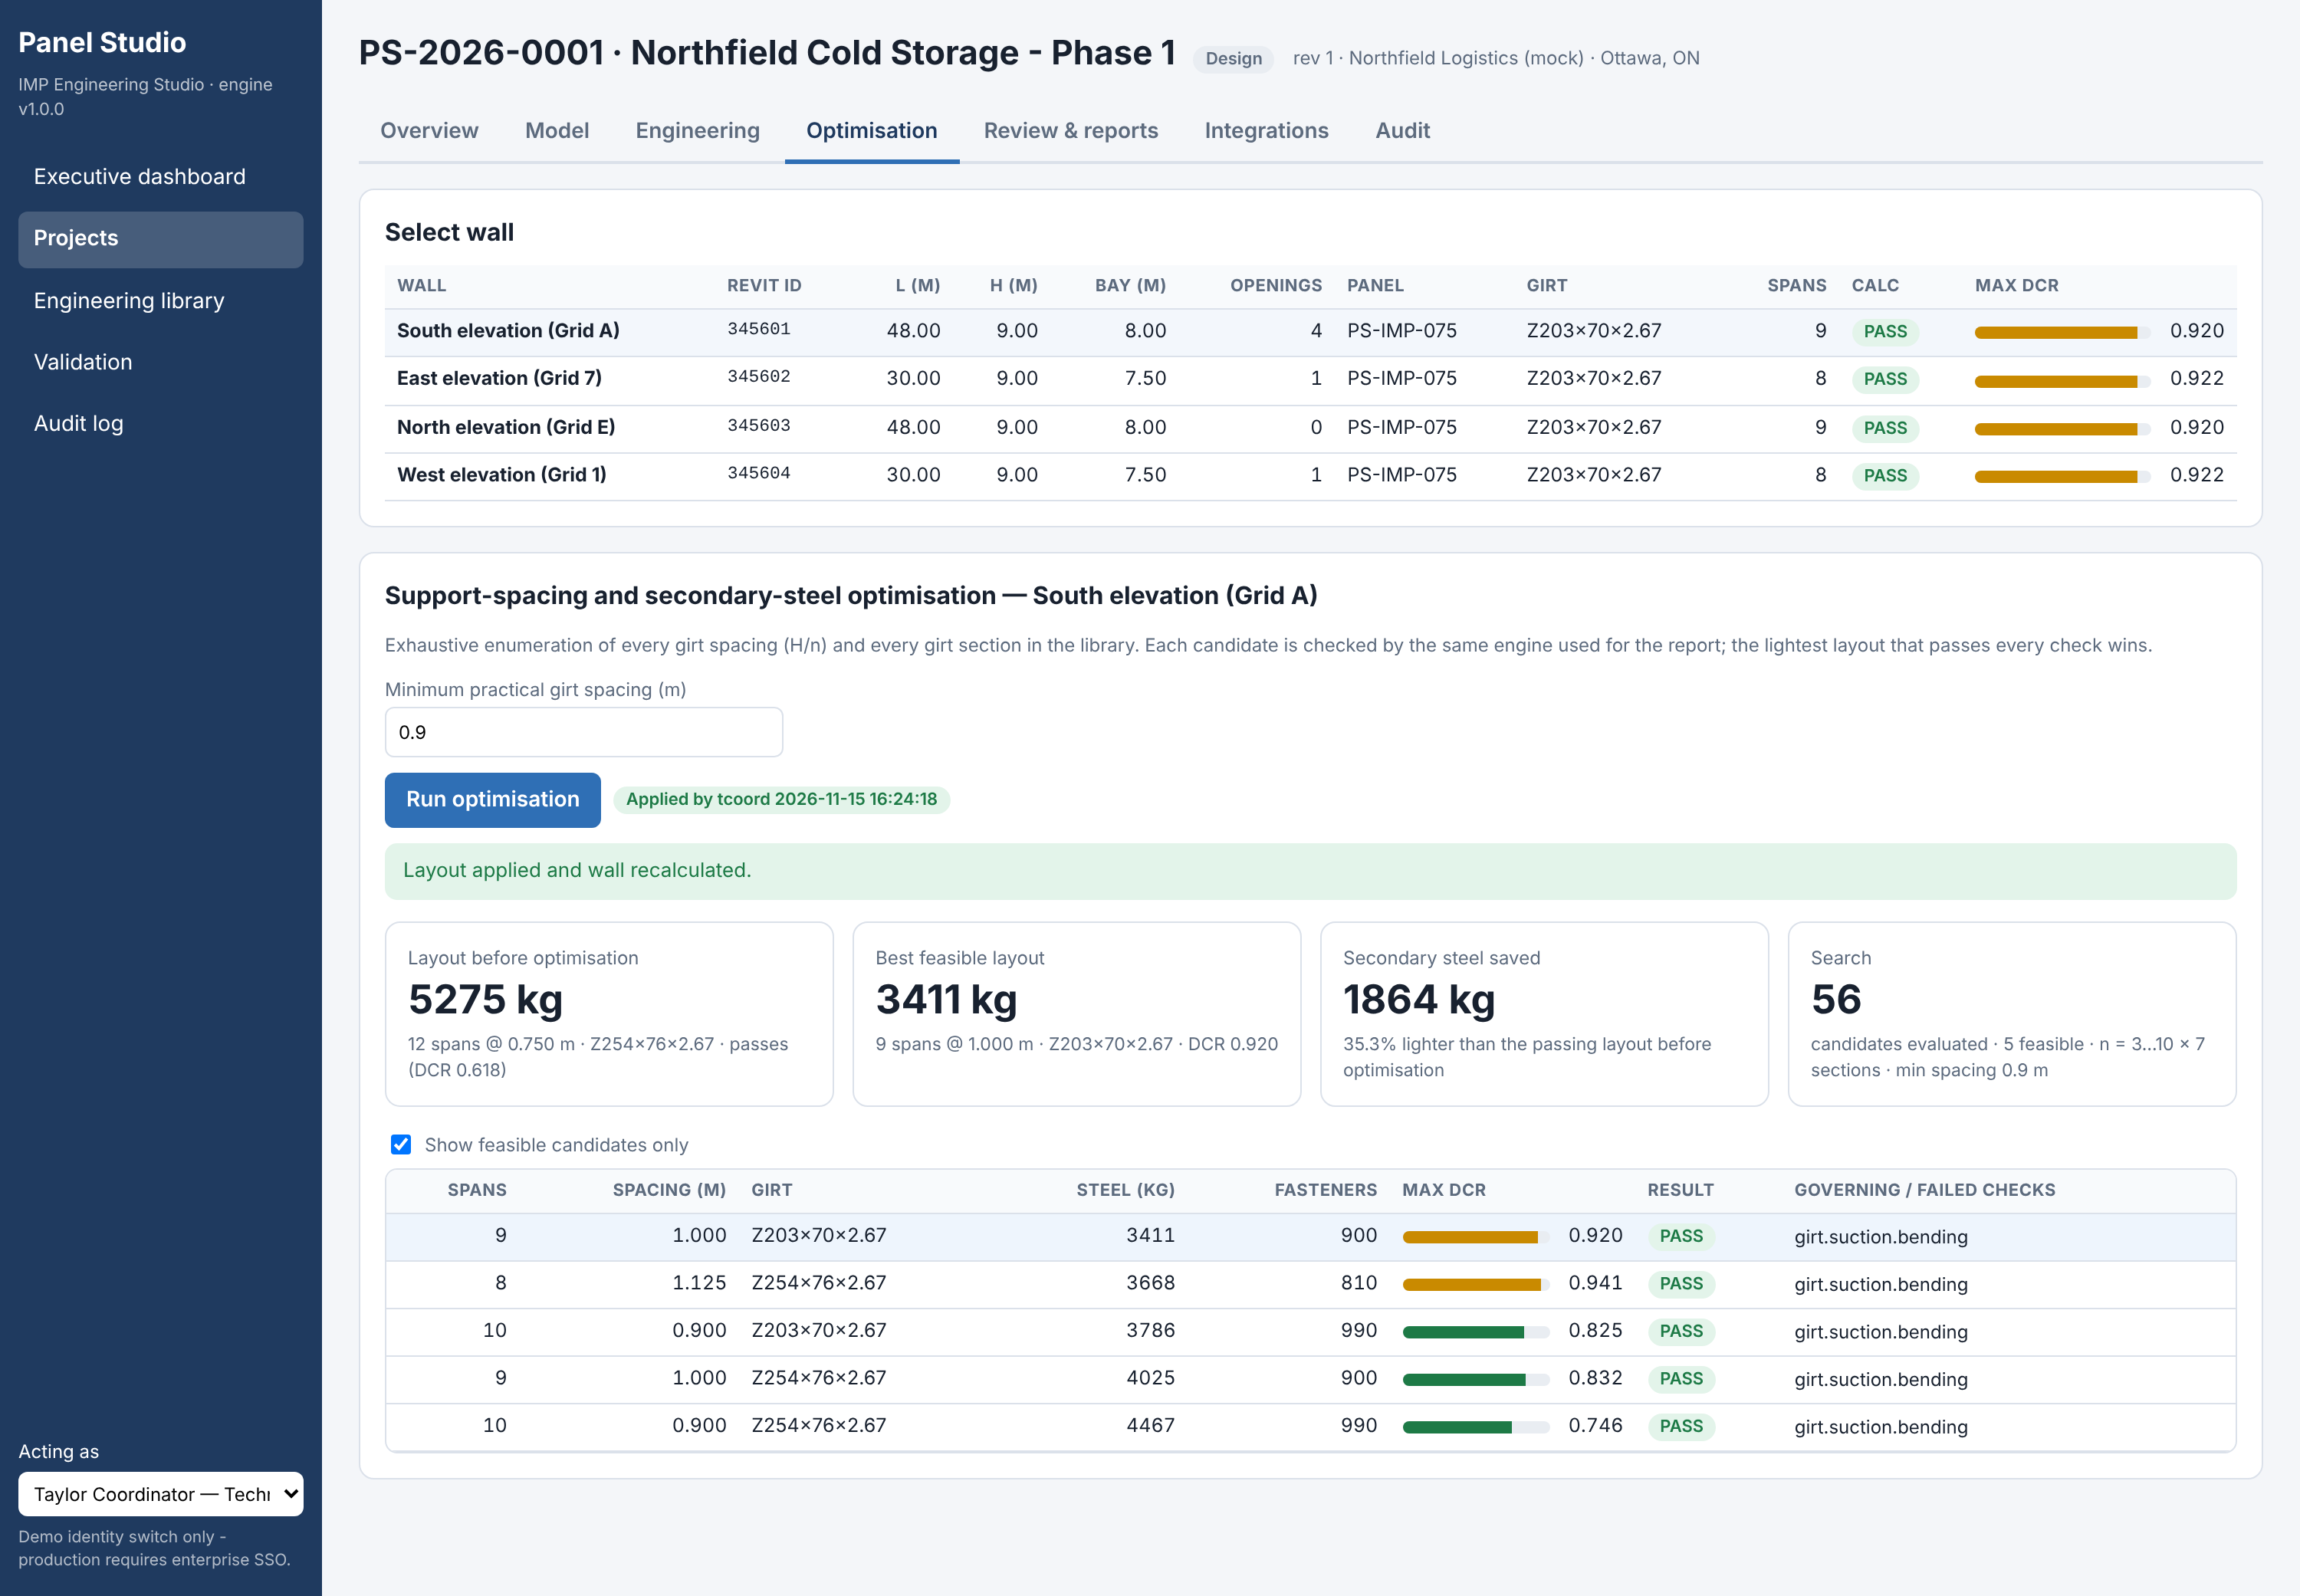 Panel Studio
IMP Engineering Studio · engine
v1.0.0
Executive dashboard
Projects
Engineering library
Validation
Audit log
Acting as
Taylor Coordinator — Techr
Demo identity switch only -
production requires enterprise SSO.
PS-2026-0001 · Northfield Cold Storage - Phase 1 Design rev 1 · Northfield Logistics (mock) · Ottawa, ON
Overview Model Engineering Optimisation Review & reports Integrations Audit
Select wall
WALL REVIT ID L (M) H (M) BAY (M) OPENINGS PANEL GIRT SPANS CALC MAX DCR
South elevation (Grid A) 345601 48.00 9.00 8.00 4 PS-IMP-075 Z203×70×2.67 9 PASS 0.920
East elevation (Grid 7) 345602 30.00 9.00 7.50 1 PS-IMP-075 Z203×70×2.67 8 PASS 0.922
North elevation (Grid E) 345603 48.00 9.00 8.00 0 PS-IMP-075 Z203×70×2.67 9 PASS 0.920
West elevation (Grid 1) 345604 30.00 9.00 7.50 1 PS-IMP-075 Z203×70×2.67 8 PASS 0.922
Support-spacing and secondary-steel optimisation — South elevation (Grid A)
Exhaustive enumeration of every girt spacing (H/n) and every girt section in the library. Each candidate is checked by the same engine used for the report; the lightest layout that passes every check wins.
Minimum practical girt spacing (m)
0.9
Run optimisation Applied by tcoord 2026-11-15 16:24:18
Layout applied and wall recalculated.
Layout before optimisation
5275 kg
12 spans @ 0.750 m · Z254×76×2.67 · passes
(DCR 0.618)
Best feasible layout
3411 kg
9 spans @ 1.000 m · Z203×70×2.67 · DCR 0.920
Secondary steel saved
1864 kg
35.3% lighter than the passing layout before
optimisation
Search
56
candidates evaluated · 5 feasible · n = 3…10 × 7
sections · min spacing 0.9 m
Show feasible candidates only
SPANS SPACING (M) GIRT STEEL (KG) FASTENERS MAX DCR RESULT GOVERNING / FAILED CHECKS
9 1.000 Z203×70×2.67 3411 900 0.920 PASS girt.suction.bending
8 1.125 Z254×76×2.67 3668 810 0.941 PASS girt.suction.bending
10 0.900 Z203×70×2.67 3786 990 0.825 PASS girt.suction.bending
9 1.000 Z254×76×2.67 4025 900 0.832 PASS girt.suction.bending
10 0.900 Z254×76×2.67 4467 990 0.746 PASS girt.suction.bending